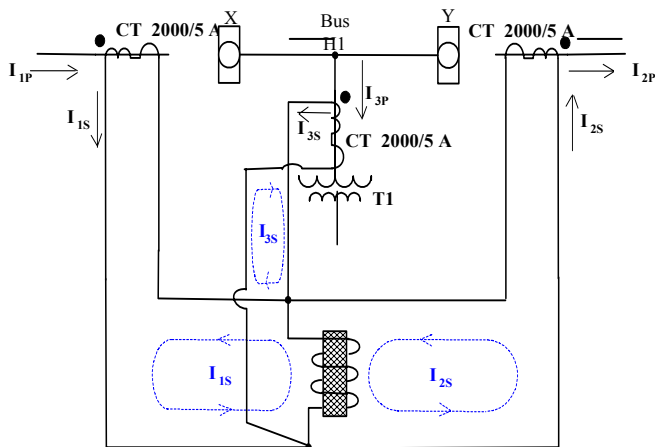 CT 2000/5 A
X
Bus
H1
Y
CT 2000/5 A
I1P
I3P
I2P
I1S
I3S
I2S
CT 2000/5 A
T1
I3S
I1S
I2S